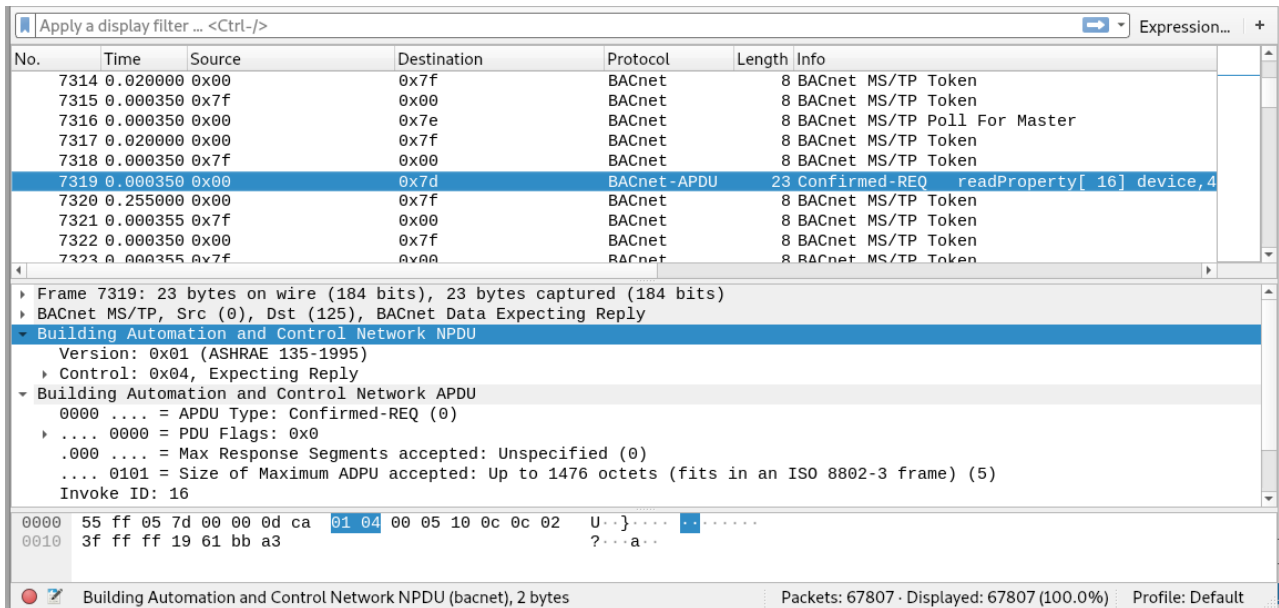 Apply a display filter ... <Ctrl-/> Expression... +
No. Time Source Destination Protocol Length Info
7314 0.020000 0x00 0x7f BACnet 8 BACnet MS/TP Token
7315 0.000350 0x7f 0x00 BACnet 8 BACnet MS/TP Token
7316 0.000350 0x00 0x7e BACnet 8 BACnet MS/TP Poll For Master
7317 0.020000 0x00 0x7f BACnet 8 BACnet MS/TP Token
7318 0.000350 0x7f 0x00 BACnet 8 BACnet MS/TP Token
7319 0.000350 0x00 0x7d BACnet-APDU 23 Confirmed-REQ readProperty[ 16] device,4
7320 0.255000 0x00 0x7f BACnet 8 BACnet MS/TP Token
7321 0.000355 0x7f 0x00 BACnet 8 BACnet MS/TP Token
7322 0.000350 0x00 0x7f BACnet 8 BACnet MS/TP Token
7323 0.000355 0x7f 0x00 BACnet 8 BACnet MS/TP Token
Frame 7319: 23 bytes on wire (184 bits), 23 bytes captured (184 bits)
BACnet MS/TP, Src (0), Dst (125), BACnet Data Expecting Reply
Building Automation and Control Network NPDU
Version: 0x01 (ASHRAE 135-1995)
Control: 0x04, Expecting Reply
Building Automation and Control Network APDU
0000 .... = APDU Type: Confirmed-REQ (0)
.... 0000 = PDU Flags: 0x0
.000 .... = Max Response Segments accepted: Unspecified (0)
.... 0101 = Size of Maximum ADPU accepted: Up to 1476 octets (fits in an ISO 8802-3 frame) (5)
Invoke ID: 16
0000 55 ff 05 7d 00 00 0d ca 01 04 00 05 10 0c 0c 02 U··}···· ········
0010 3f ff ff 19 61 bb a3 ?···a··
Building Automation and Control Network NPDU (bacnet), 2 bytes Packets: 67807 · Displayed: 67807 (100.0%) Profile: Default